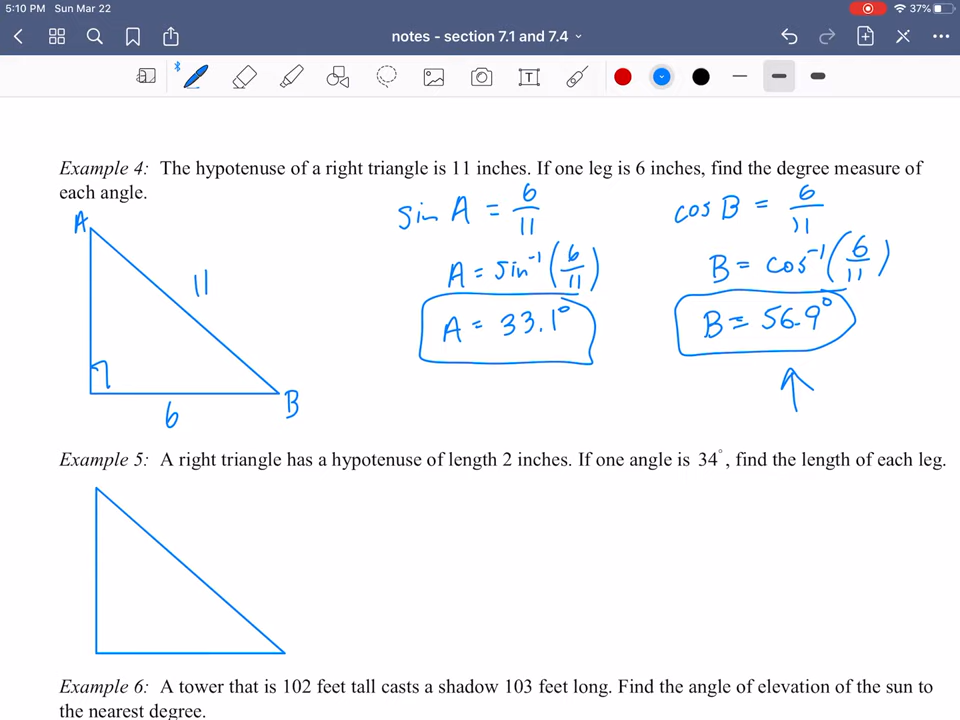 5:10 PM Sun Mar 22
37%
notes - section 7.1 and 7.4
T
Example 4: The hypotenuse of a right triangle is 11 inches. If one leg is 6 inches, find the degree measure of
each angle.
A
11
6
B
sin A = 6/11
A = sin⁻¹(6/11)
A = 33.1°
cos B = 6/11
B = cos⁻¹(6/11)
B = 56.9°
Example 5: A right triangle has a hypotenuse of length 2 inches. If one angle is 34°, find the length of each leg.
Example 6: A tower that is 102 feet tall casts a shadow 103 feet long. Find the angle of elevation of the sun to
the nearest degree.